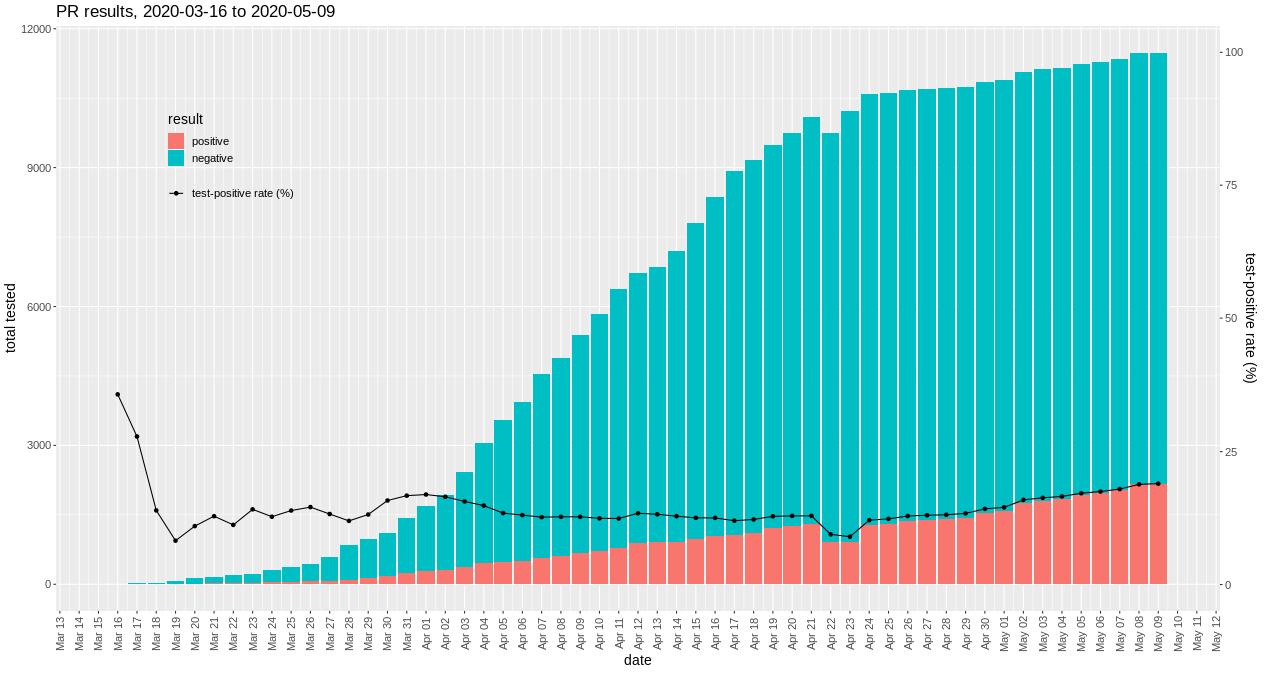 PR results, 2020-03-16 to 2020-05-09
12000
9000
6000
3000
0
total tested
result
positive
negative
test-positive rate (%)
100
75
50
25
0
test-positive rate (%)
Mar 13
Mar 14
Mar 15
Mar 16
Mar 17
Mar 18
Mar 19
Mar 20
Mar 21
Mar 22
Mar 23
Mar 24
Mar 25
Mar 26
Mar 27
Mar 28
Mar 29
Mar 30
Mar 31
Apr 01
Apr 02
Apr 03
Apr 04
Apr 05
Apr 06
Apr 07
Apr 08
Apr 09
Apr 10
Apr 11
Apr 12
Apr 13
Apr 14
Apr 15
Apr 16
Apr 17
Apr 18
Apr 19
Apr 20
Apr 21
Apr 22
Apr 23
Apr 24
Apr 25
Apr 26
Apr 27
Apr 28
Apr 29
Apr 30
May 01
May 02
May 03
May 04
May 05
May 06
May 07
May 08
May 09
May 10
May 11
May 12
date